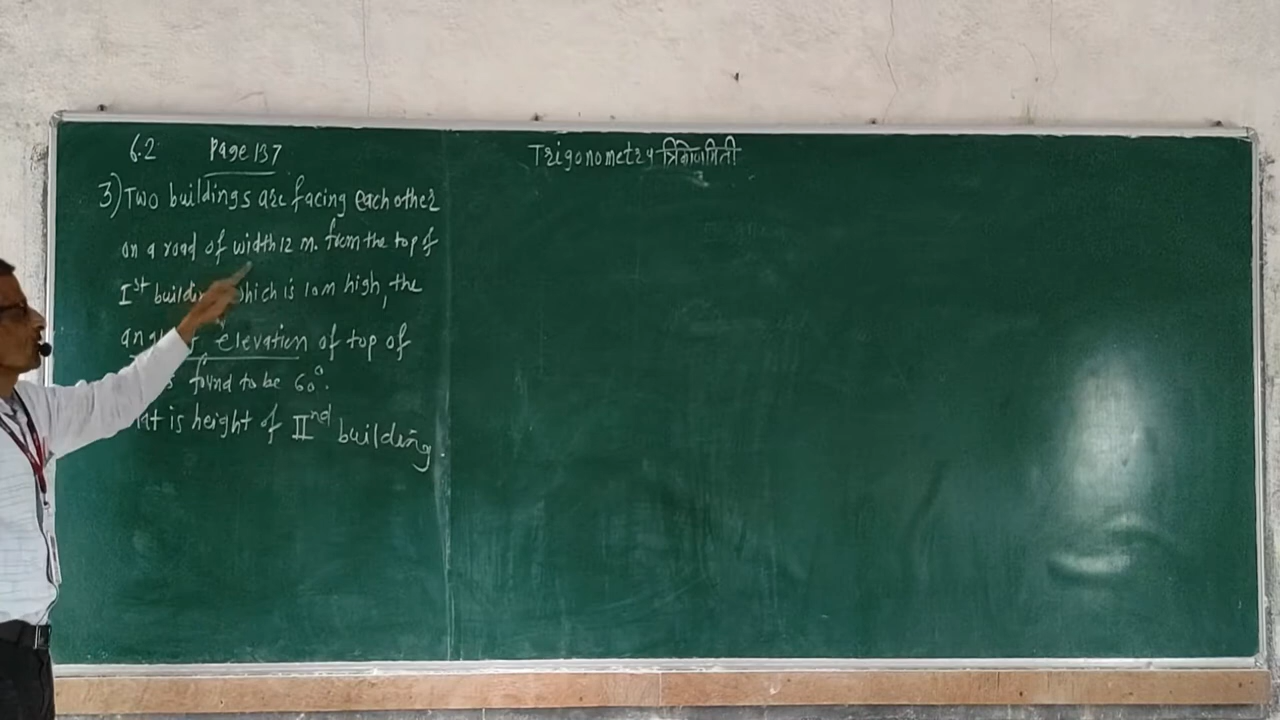 6.2 Page 137
Trigonometry त्रिकोणमिती
3) Two buildings are facing each other
on a road of width 12 m. from the top of
Ist building which is 10m high, the
elevation of top of
found to be 60°.
is height of IInd building